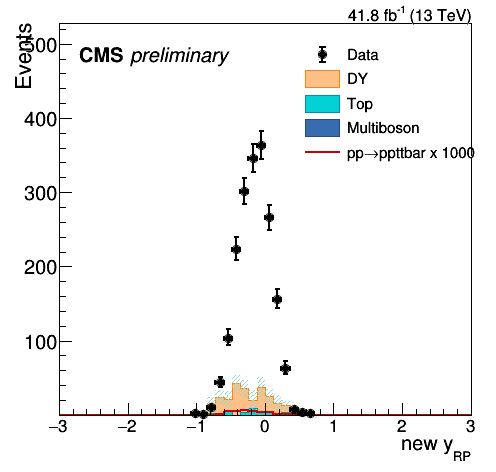 41.8 fb⁻¹ (13 TeV)
Events
CMS preliminary
Data
DY
Top
Multiboson
pp→ppttbar x 1000
500
400
300
200
100
−3 −2 −1 0 1 2 3
new y_RP